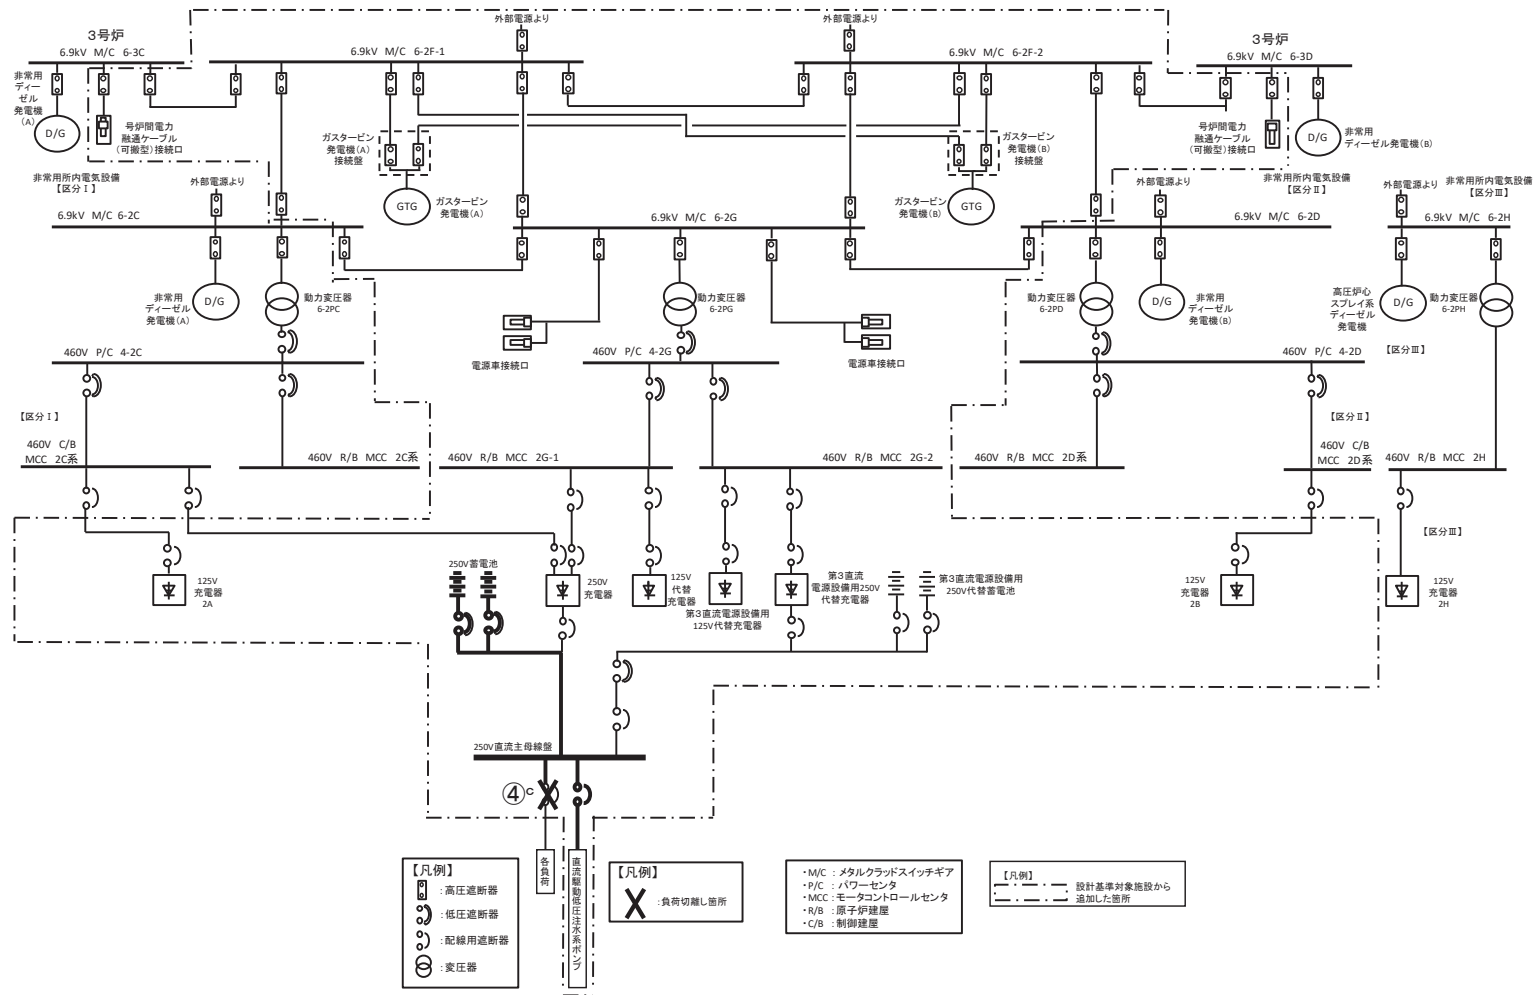 外部電源より
外部電源より
3号炉
6.9kV M/C 6-3C
6.9kV M/C 6-2F-1
6.9kV M/C 6-2F-2
3号炉
6.9kV M/C 6-3D
非常用
ディー
ゼル
発電機
(A)
D/G
号炉間電力
融通ケーブル
(可搬型)接続口
ガスタービン
発電機(A)
接続盤
ガスタービン
発電機(B)
接続盤
号炉間電力
融通ケーブル
(可搬型)接続口
D/G
非常用
ディーゼル発電機(B)
非常用所内電気設備
【区分Ⅰ】
外部電源より
GTG
ガスタービン
発電機(A)
ガスタービン
発電機(B)
GTG
外部電源より
非常用所内電気設備
【区分Ⅱ】
外部電源より
非常用所内電気設備
【区分Ⅲ】
6.9kV M/C 6-2C
6.9kV M/C 6-2G
6.9kV M/C 6-2D
6.9kV M/C 6-2H
非常用
ディーゼル
発電機(A)
D/G
動力変圧器
6-2PC
動力変圧器
6-2PG
動力変圧器
6-2PD
D/G
非常用
ディーゼル
発電機(B)
高圧炉心
スプレイ系
ディーゼル
発電機
D/G
動力変圧器
6-2PH
460V P/C 4-2C
460V P/C 4-2G
460V P/C 4-2D
【区分Ⅲ】
電源車接続口
電源車接続口
【区分Ⅰ】
【区分Ⅱ】
460V C/B
MCC 2C系
460V R/B MCC 2C系
460V R/B MCC 2G-1
460V R/B MCC 2G-2
460V R/B MCC 2D系
460V C/B
MCC 2D系
460V R/B MCC 2H
【区分Ⅲ】
125V
充電器
2A
250V蓄電池
250V
充電器
125V
代替
充電器
第3直流電源設備用
125V代替充電器
第3直流
電源設備用250V
代替充電器
第3直流電源設備用
250V代替蓄電池
125V
充電器
2B
125V
充電器
2H
250V直流主母線盤
④c
各負荷
直流駆動低圧注水系ポンプ
【凡例】
:高圧遮断器
:低圧遮断器
:配線用遮断器
:変圧器
【凡例】
:負荷切離し箇所
・M/C :メタルクラッドスイッチギア
・P/C :パワーセンタ
・MCC :モータコントロールセンタ
・R/B :原子炉建屋
・C/B :制御建屋
【凡例】
:設計基準対象施設から
追加した箇所